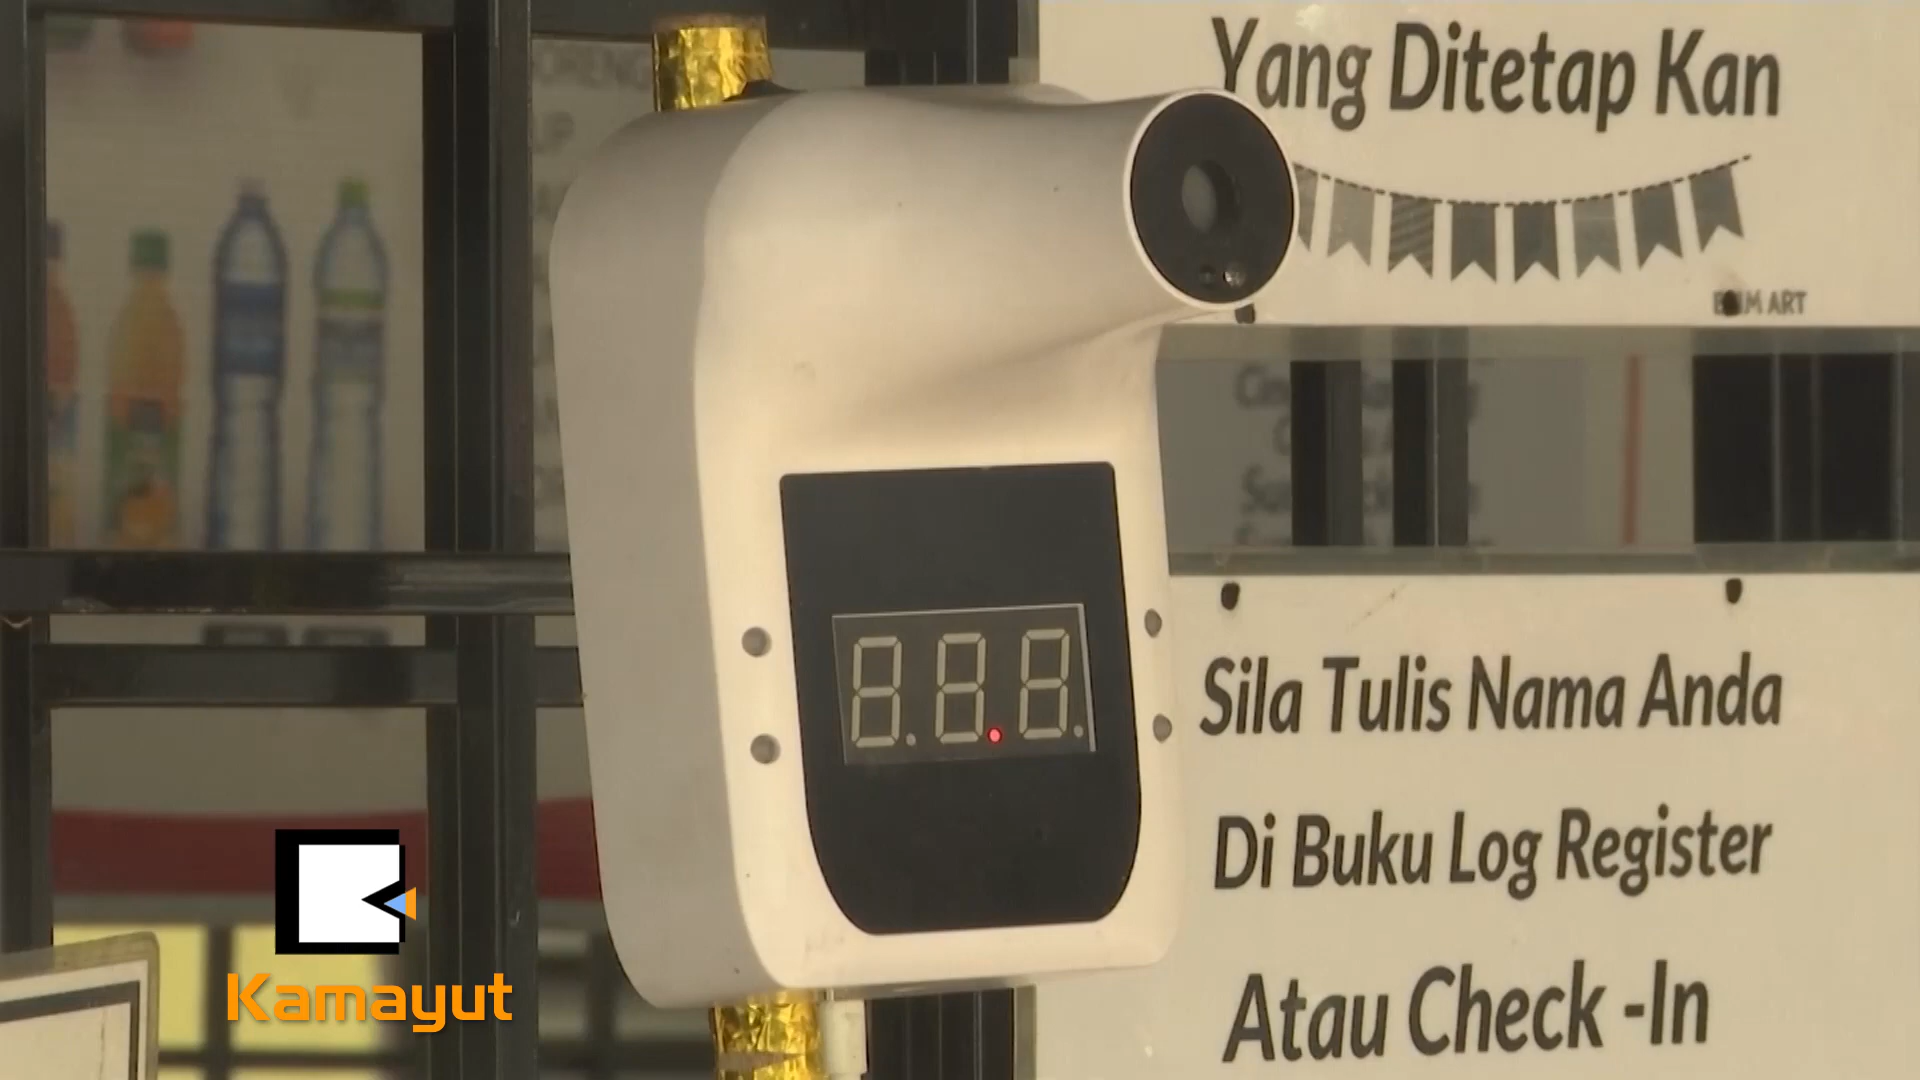 Yang Ditetap Kan
Sila Tulis Nama Anda
Di Buku Log Register
Atau Check -In
Kamayut